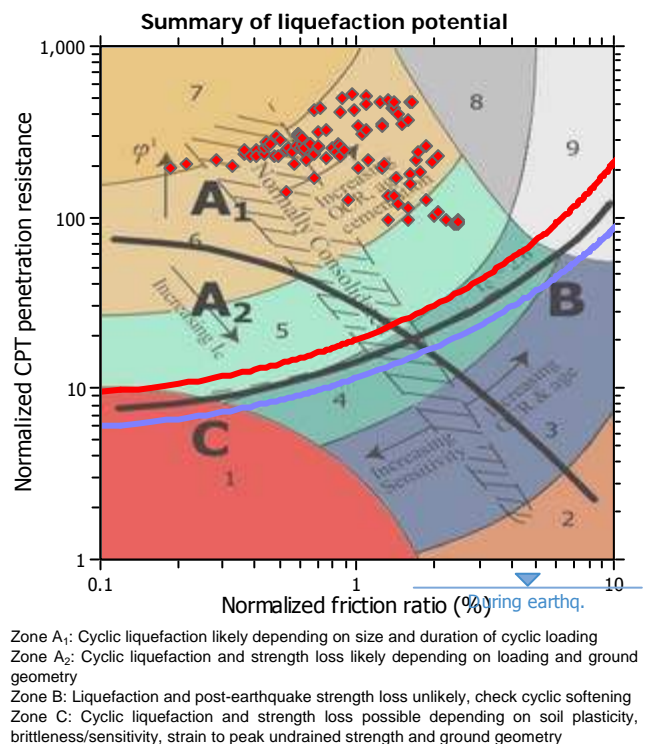 Summary of liquefaction potential
1,000
7
8
9
φ'
A1
Increasing
OCR, age
cementation
Normally Consolidated
100
6
A2
Increasing Ic
5
B
10
4
Increasing
OCR & age
C
3
Increasing
Sensitivity
1
2
1
0.1
1
10
Normalized CPT penetration resistance
Normalized friction ratio (%)
During earthq.
Zone A1: Cyclic liquefaction likely depending on size and duration of cyclic loading
Zone A2: Cyclic liquefaction and strength loss likely depending on loading and ground
geometry
Zone B: Liquefaction and post-earthquake strength loss unlikely, check cyclic softening
Zone C: Cyclic liquefaction and strength loss possible depending on soil plasticity,
brittleness/sensitivity, strain to peak undrained strength and ground geometry